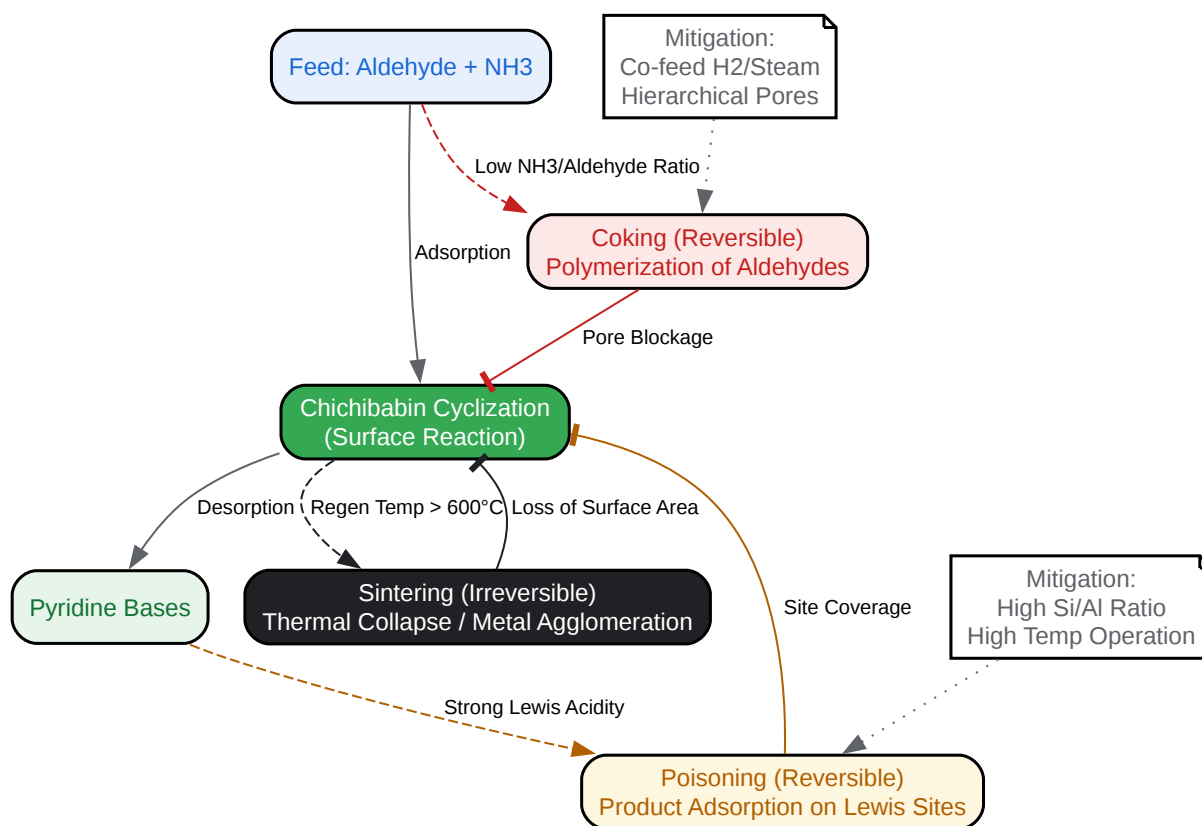 Feed: Aldehyde + NH3
Mitigation:
Co-feed H2/Steam
Hierarchical Pores
Low NH3/Aldehyde Ratio
Coking (Reversible)
Polymerization of Aldehydes
Adsorption
Pore Blockage
Chichibabin Cyclization
(Surface Reaction)
Desorption
Regen Temp > 600°C
Loss of Surface Area
Pyridine Bases
Sintering (Irreversible)
Thermal Collapse / Metal Agglomeration
Site Coverage
Mitigation:
High Si/Al Ratio
High Temp Operation
Strong Lewis Acidity
Poisoning (Reversible)
Product Adsorption on Lewis Sites